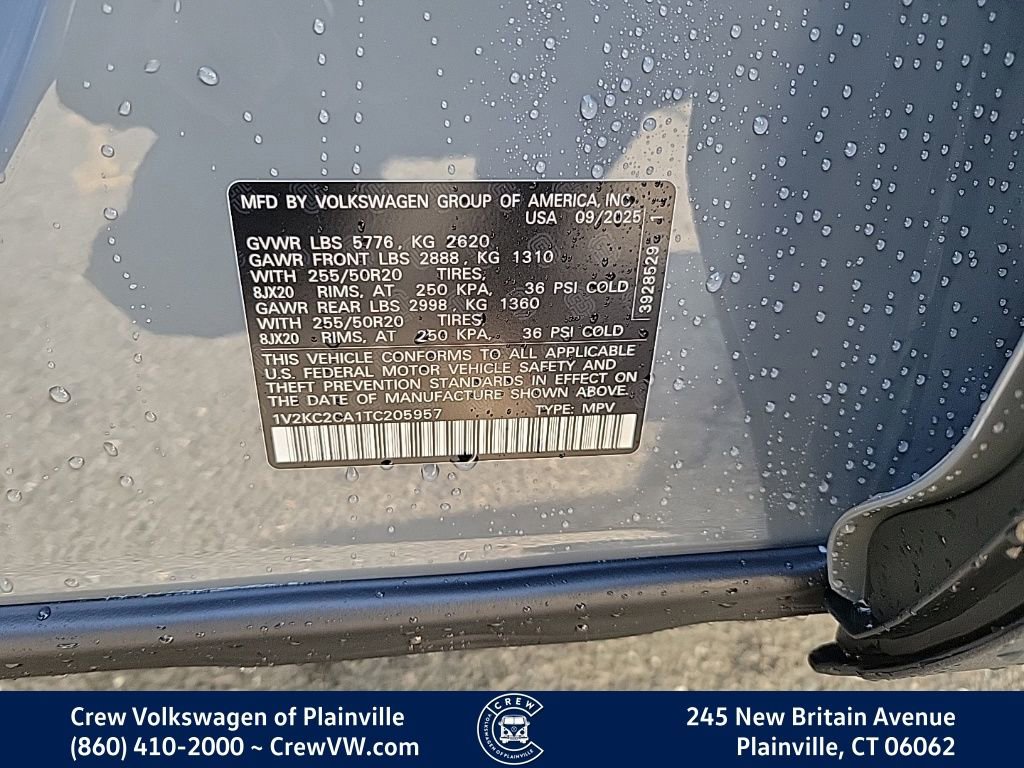 MFD BY VOLKSWAGEN GROUP OF AMERICA, INC.
USA 09/2025
GVWR LBS 5776, KG 2620
GAWR FRONT LBS 2888, KG 1310
WITH 255/50R20 TIRES,
8JX20 RIMS, AT 250 KPA, 36 PSI COLD
GAWR REAR LBS 2998 KG 1360
WITH 255/50R20 TIRES,
8JX20 RIMS, AT 250 KPA, 36 PSI COLD
3928529 1
THIS VEHICLE CONFORMS TO ALL APPLICABLE
U.S. FEDERAL MOTOR VEHICLE SAFETY AND
THEFT PREVENTION STANDARDS IN EFFECT ON
THE DATE OF MANUFACTURE SHOWN ABOVE.
1V2KC2CA1TC205957 TYPE: MPV
Crew Volkswagen of Plainville
(860) 410-2000 ~ CrewVW.com
CREW
VOLKSWAGEN OF PLAINVILLE
245 New Britain Avenue
Plainville, CT 06062